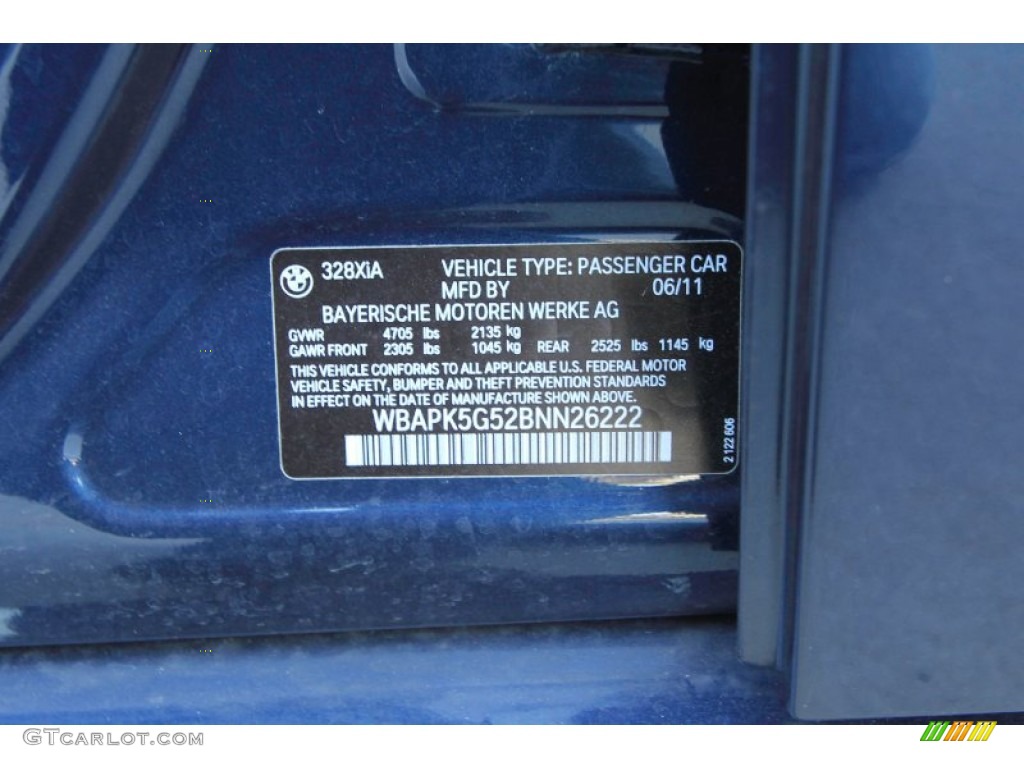 328XiA VEHICLE TYPE: PASSENGER CAR
MFD BY 06/11
BAYERISCHE MOTOREN WERKE AG
GVWR 4705 lbs 2135 kg
GAWR FRONT 2305 lbs 1045 kg REAR 2525 lbs 1145 kg
THIS VEHICLE CONFORMS TO ALL APPLICABLE U.S. FEDERAL MOTOR
VEHICLE SAFETY, BUMPER AND THEFT PREVENTION STANDARDS
IN EFFECT ON THE DATE OF MANUFACTURE SHOWN ABOVE.
WBAPK5G52BNN26222
2 122 606
GTCARLOT.COM